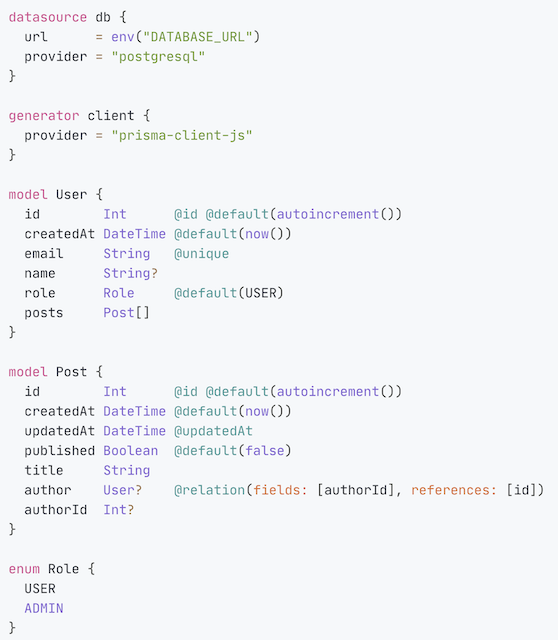 datasource db {
  url      = env("DATABASE_URL")
  provider = "postgresql"
}

generator client {
  provider = "prisma-client-js"
}

model User {
  id        Int      @id @default(autoincrement())
  createdAt DateTime @default(now())
  email     String   @unique
  name      String?
  role      Role     @default(USER)
  posts     Post[]
}

model Post {
  id        Int      @id @default(autoincrement())
  createdAt DateTime @default(now())
  updatedAt DateTime @updatedAt
  published Boolean  @default(false)
  title     String
  author    User?    @relation(fields: [authorId], references: [id])
  authorId  Int?
}

enum Role {
  USER
  ADMIN
}